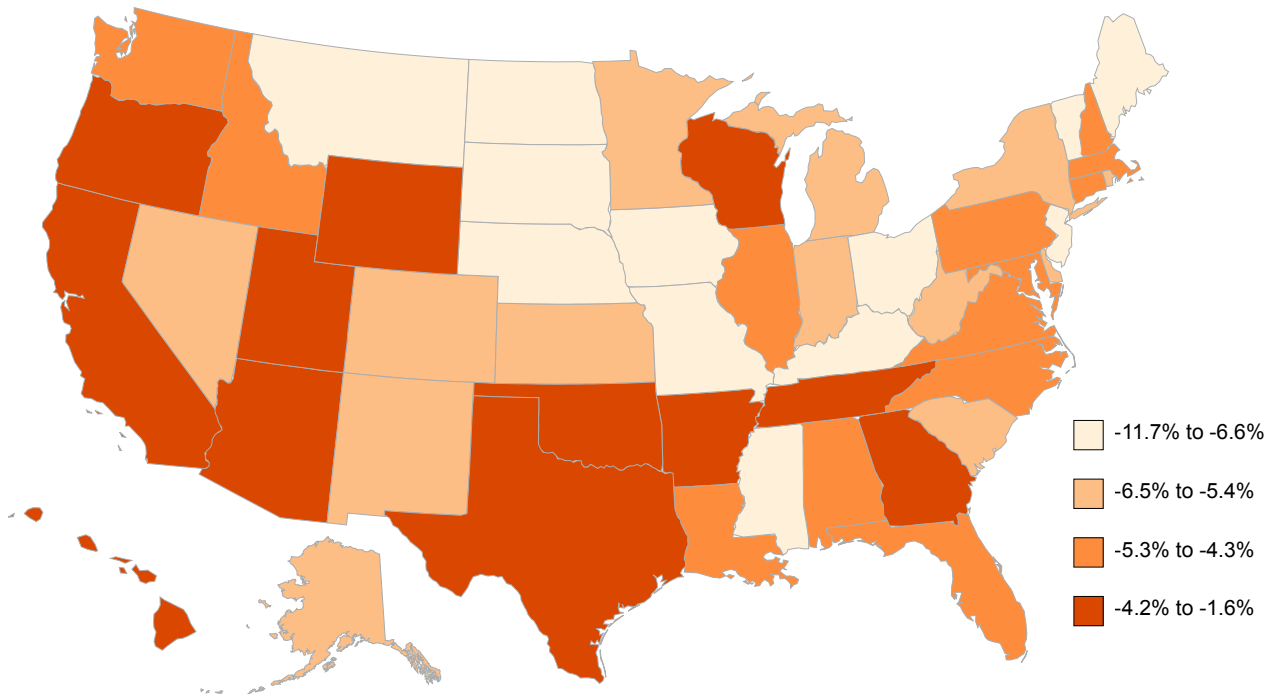 -11.7% to -6.6%
-6.5% to -5.4%
-5.3% to -4.3%
-4.2% to -1.6%